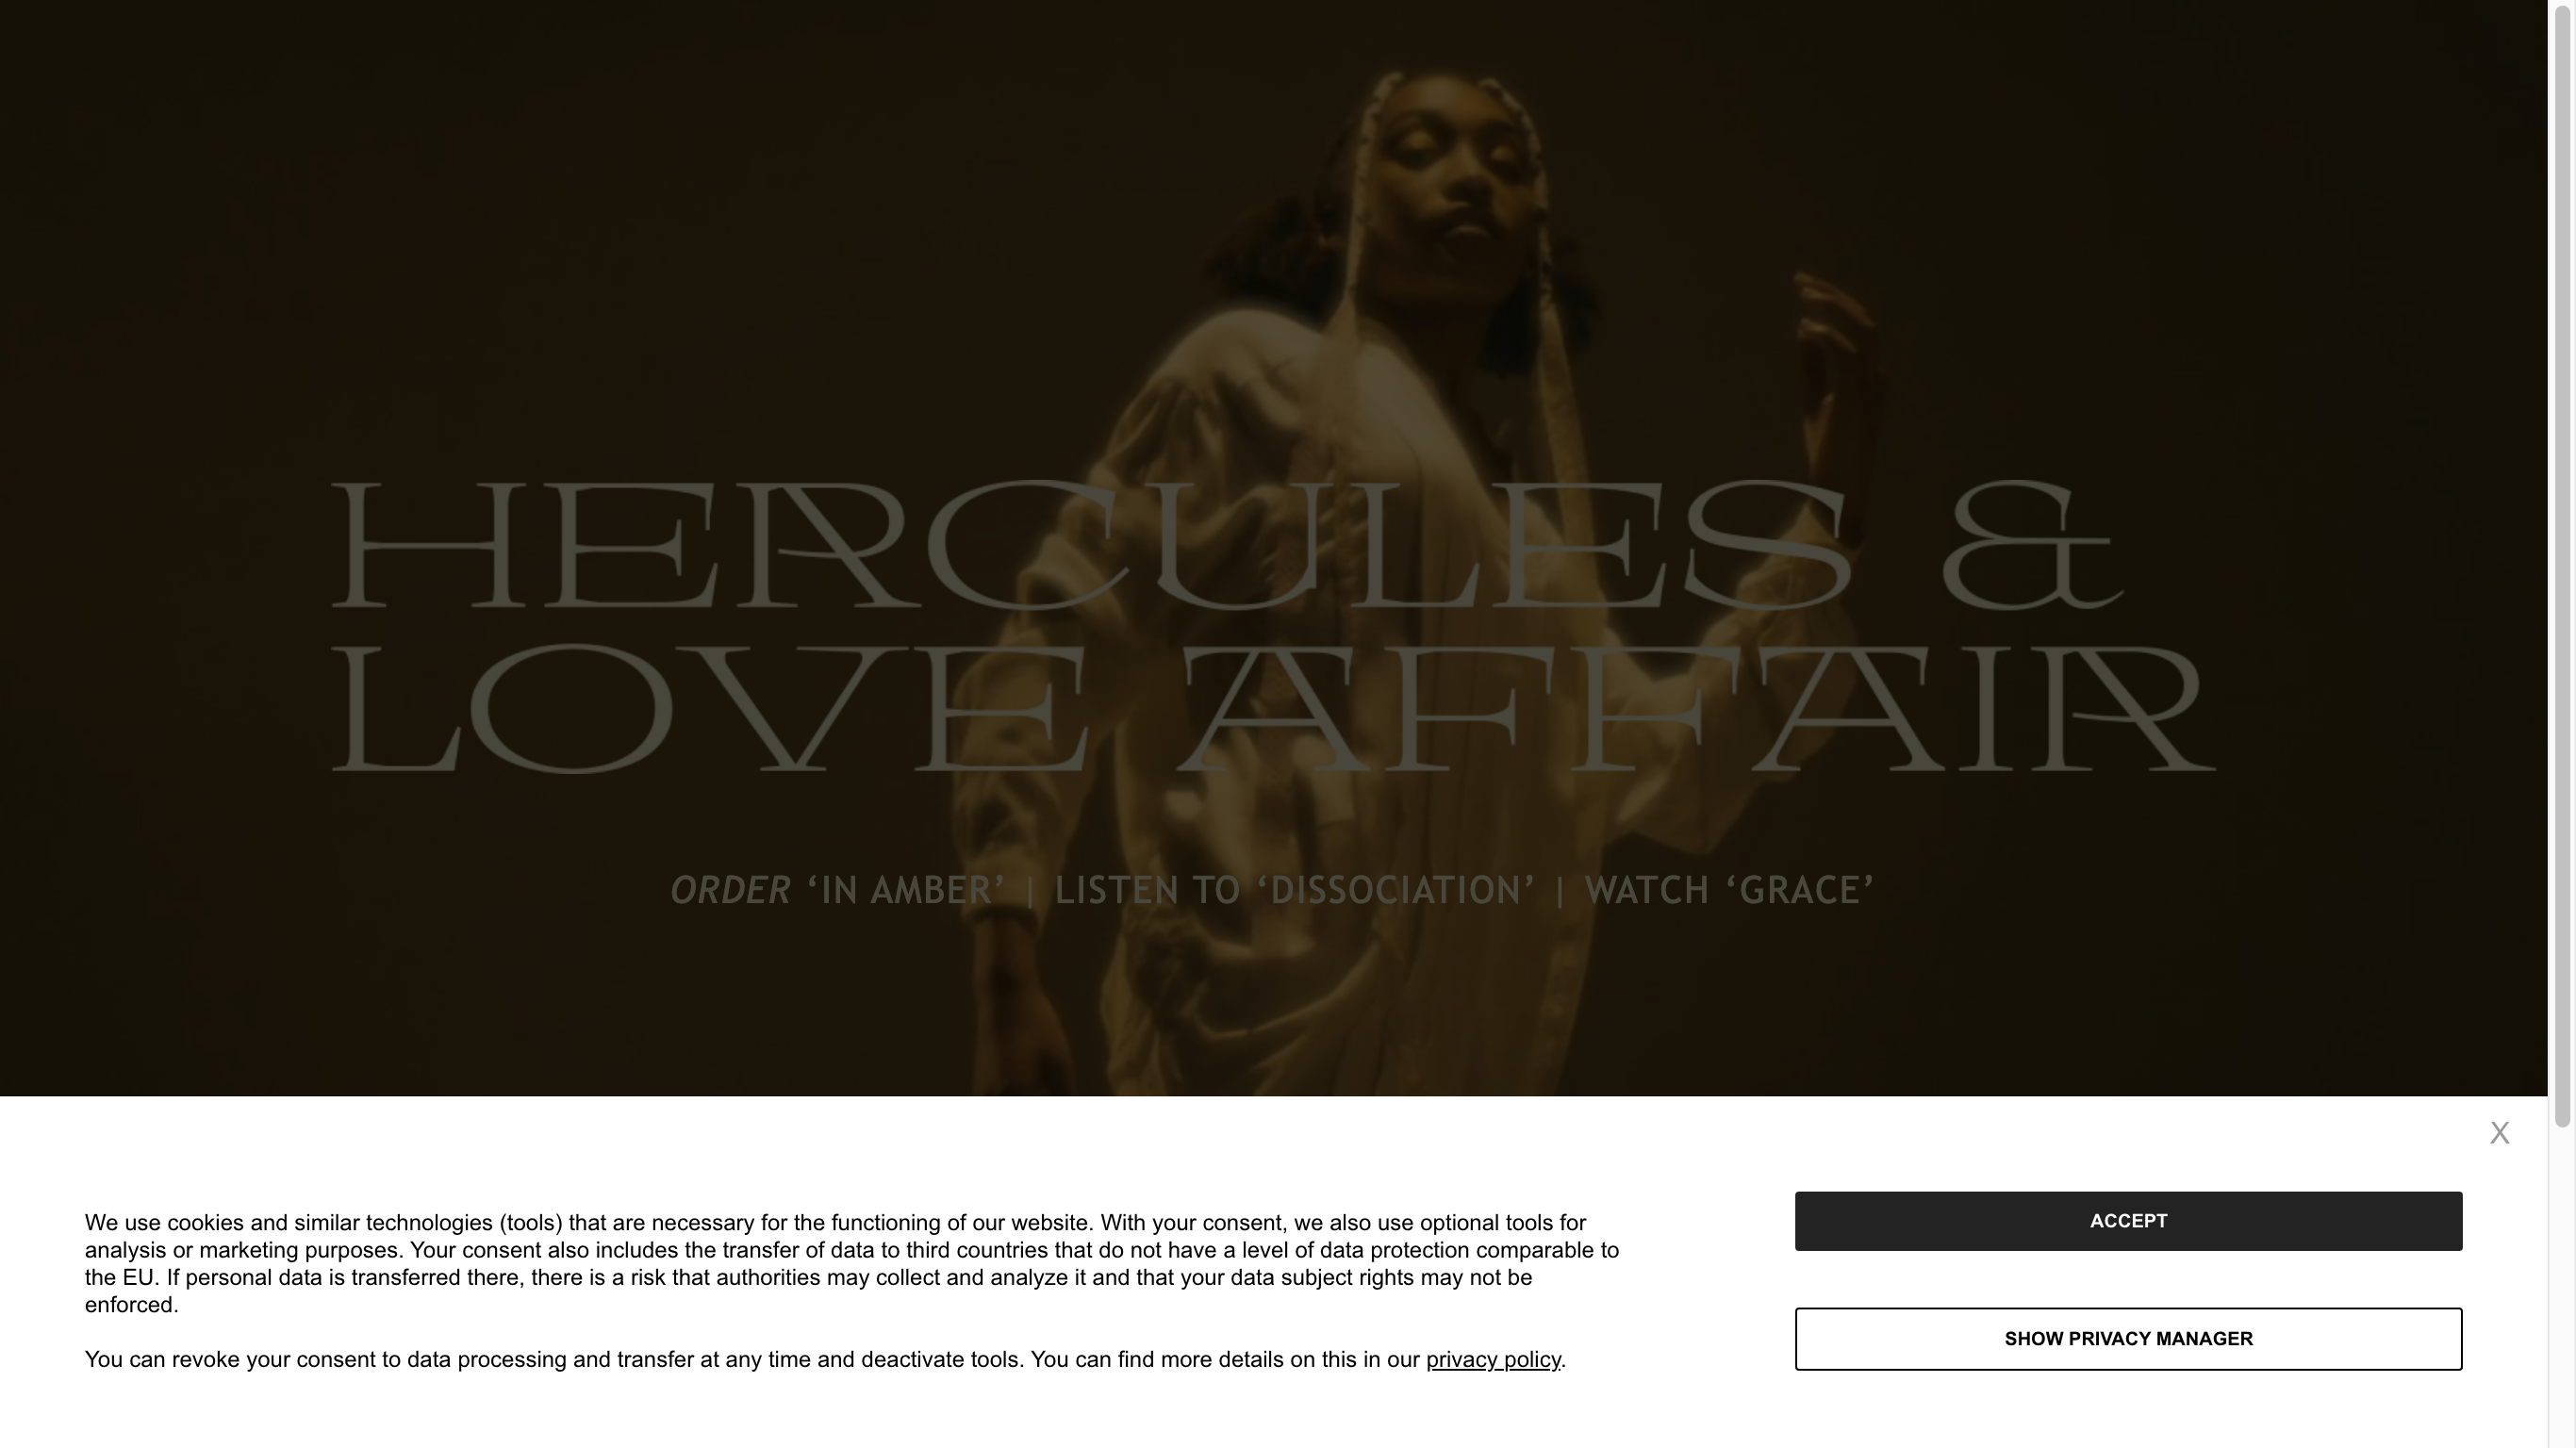 HERCULES &
LOVE AFFAIR
ORDER ‘IN AMBER’ | LISTEN TO ‘DISSOCIATION’ | WATCH ‘GRACE’
X
We use cookies and similar technologies (tools) that are necessary for the functioning of our website. With your consent, we also use optional tools for
analysis or marketing purposes. Your consent also includes the transfer of data to third countries that do not have a level of data protection comparable to
the EU. If personal data is transferred there, there is a risk that authorities may collect and analyze it and that your data subject rights may not be
enforced.
You can revoke your consent to data processing and transfer at any time and deactivate tools. You can find more details on this in our privacy policy.
ACCEPT
SHOW PRIVACY MANAGER